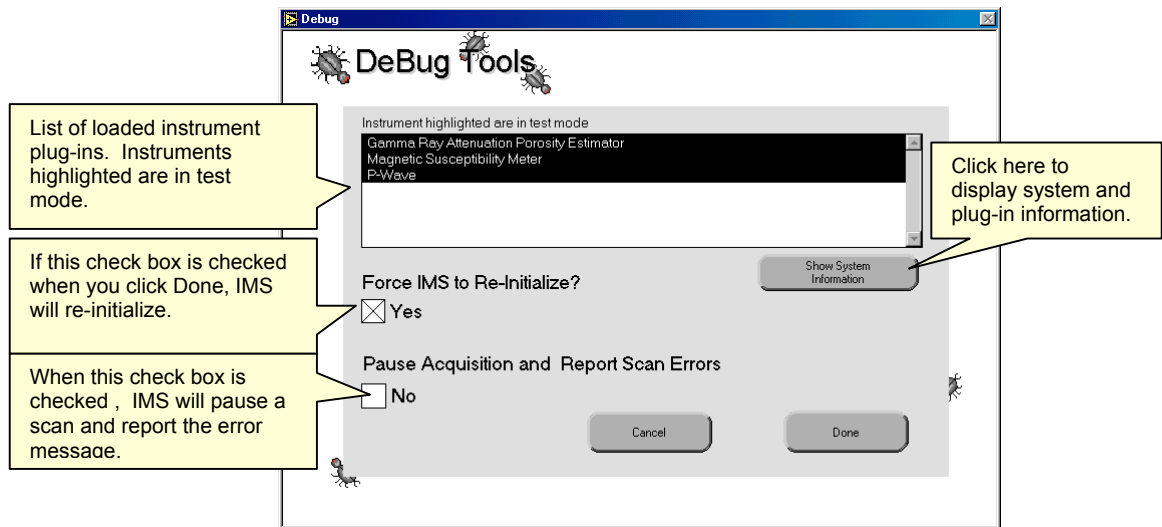 Debug
DeBug Tools
List of loaded instrument
plug-ins. Instruments
highlighted are in test
mode.
Instrument highlighted are in test mode
Gamma Ray Attenuation Porosity Estimator
Magnetic Susceptibility Meter
P-Wave
Click here to
display system and
plug-in information.
If this check box is checked
when you click Done, IMS
will re-initialize.
Force IMS to Re-Initialize?
Yes
Show System
Information
When this check box is
checked , IMS will pause a
scan and report the error
message.
Pause Acquisition and Report Scan Errors
No
Cancel
Done